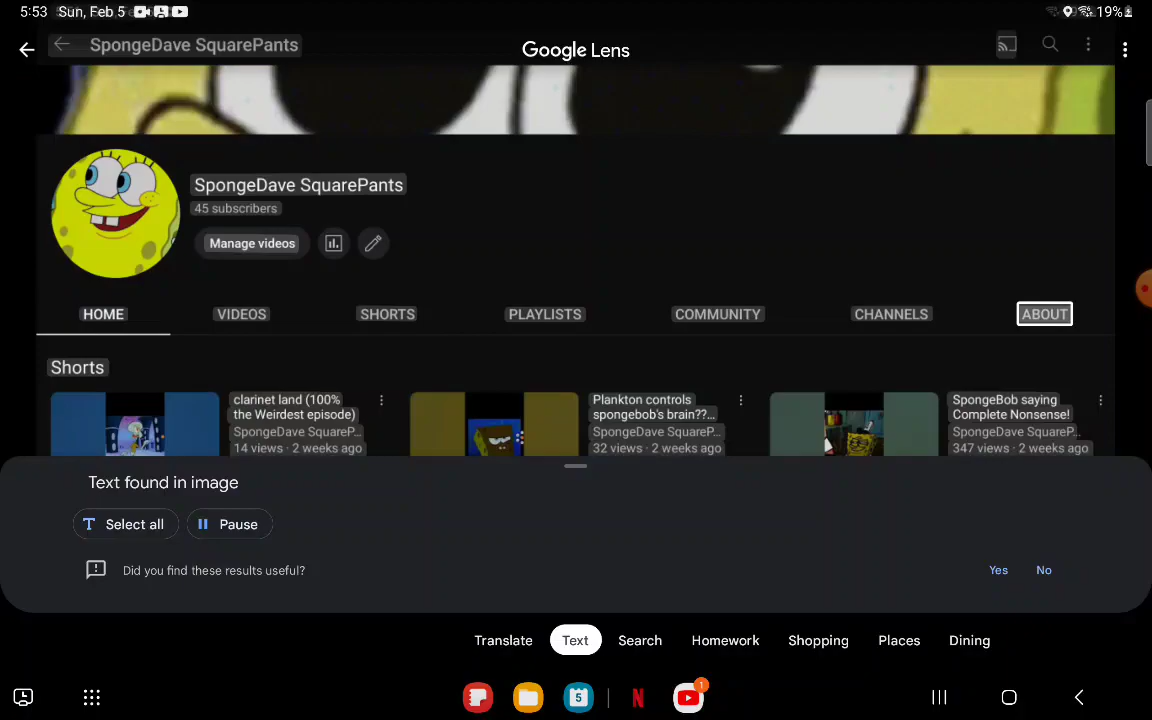 5:53 Sun, Feb 5
19%
SpongeDave SquarePants
Google Lens
SpongeDave SquarePants
45 subscribers
Manage videos
HOME VIDEOS SHORTS PLAYLISTS COMMUNITY CHANNELS ABOUT
Shorts
clarinet land (100%
the Weirdest episode)
SpongeDave SquareP...
14 views · 2 weeks ago
Plankton controls
spongebob's brain??...
SpongeDave SquareP...
32 views · 2 weeks ago
SpongeBob saying
Complete Nonsense!
SpongeDave SquareP...
347 views · 2 weeks ago
Text found in image
T Select all
Pause
Did you find these results useful?
Yes No
Translate Text Search Homework Shopping Places Dining
5
N
1